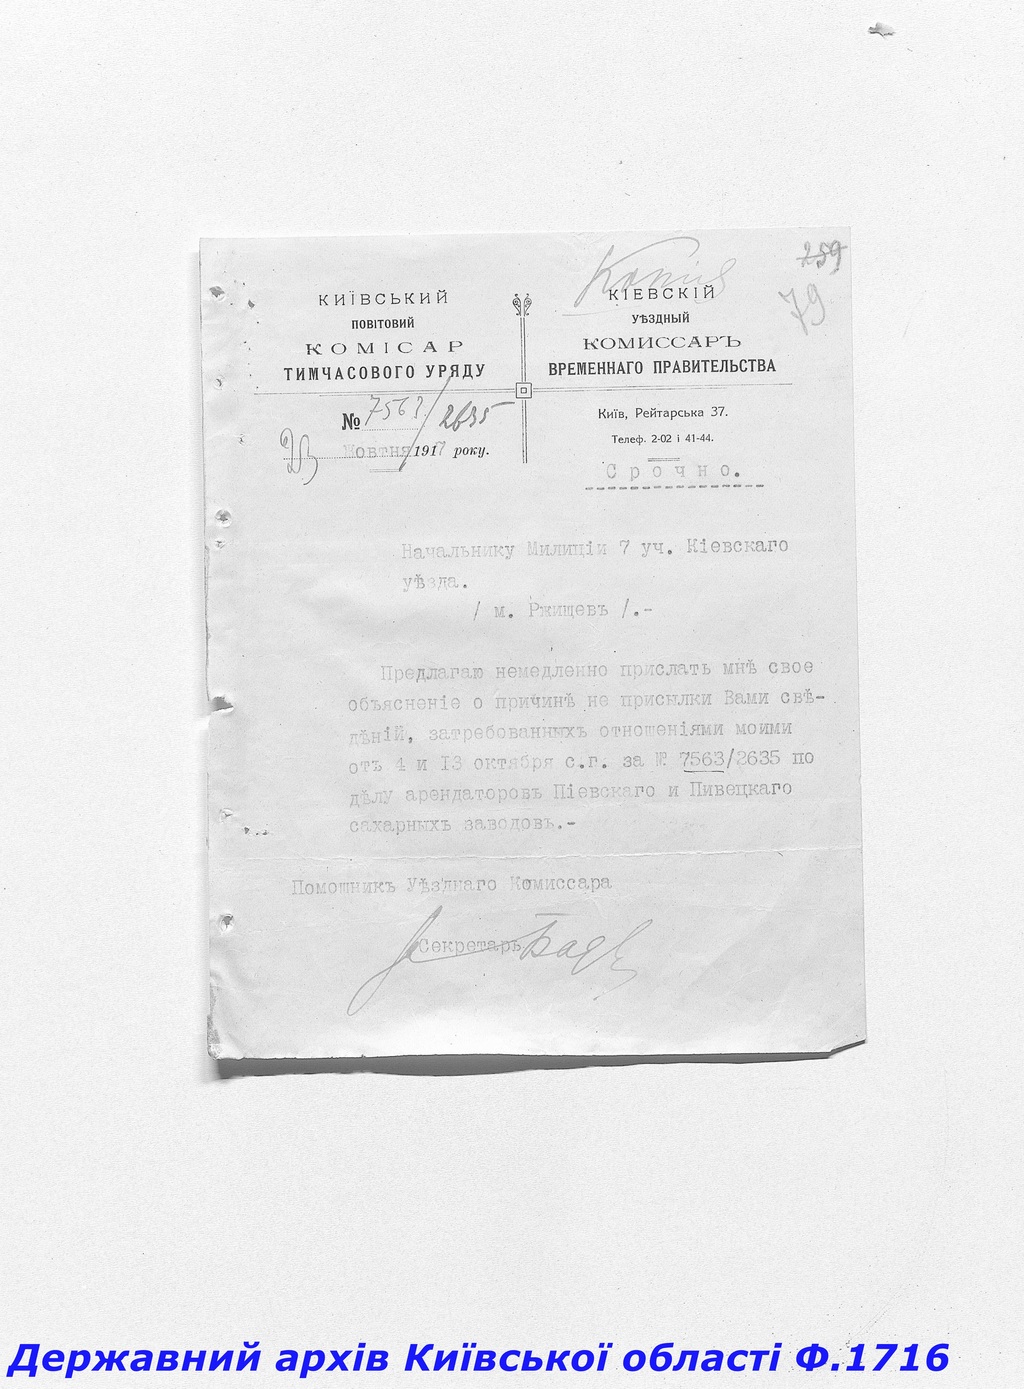 Копія
259
79
КИЇВСЬКИЙ
ПОВІТОВИЙ
КОМІСАР
ТИМЧАСОВОГО УРЯДУ
№ 7563/2635
23 Жовтня 1917 року.
КІЕВСКІЙ
УѢЗДНЫЙ
КОМИССАРЪ
ВРЕМЕННАГО ПРАВИТЕЛЬСТВА
Київ, Рейтарська 37.
Телеф. 2-02 і 41-44.
Срочно.
Начальнику Милиціи 7 уч. Кіевскаго
уѣзда.
/ м. Ржищевъ /.-
Предлагаю немедленно прислать мнѣ свое
объясненіе о причинѣ не присылки Вами свѣ-
дѣній, затребованныхъ отношеніями моими
отъ 4 и 13 октября с.г. за № 7563/2635 по
дѣлу арендаторовъ Піевскаго и Пивецкаго
сахарныхъ заводовъ.-
Помощникъ Уѣзднаго Комиссара
Секретарь
Державний архів Київської області Ф.1716